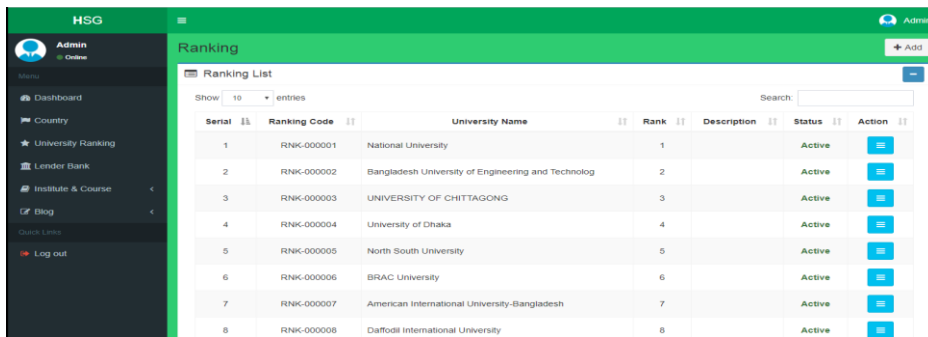 HSG
Admin
Admin
Online
Ranking
+ Add
Menu
Ranking List
Dashboard
Show 10 entries
Search:
Country
Serial Ranking Code University Name Rank Description Status Action
University Ranking
1 RNK-000001 National University 1 Active
Lender Bank
2 RNK-000002 Bangladesh University of Engineering and Technolog 2 Active
Institute & Course
3 RNK-000003 UNIVERSITY OF CHITTAGONG 3 Active
Blog
4 RNK-000004 University of Dhaka 4 Active
Quick Links
Log out
5 RNK-000005 North South University 5 Active
6 RNK-000006 BRAC University 6 Active
7 RNK-000007 American International University-Bangladesh 7 Active
8 RNK-000008 Daffodil International University 8 Active